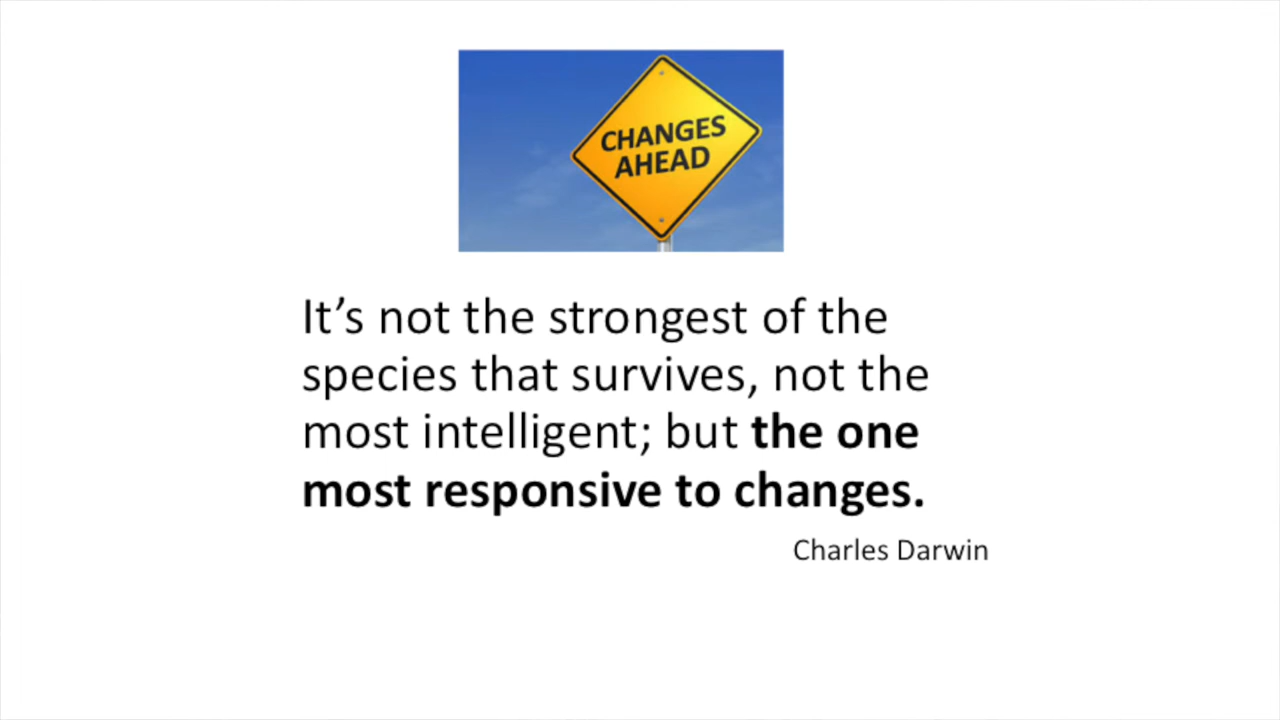 CHANGES
AHEAD
It’s not the strongest of the
species that survives, not the
most intelligent; but the one
most responsive to changes.
Charles Darwin